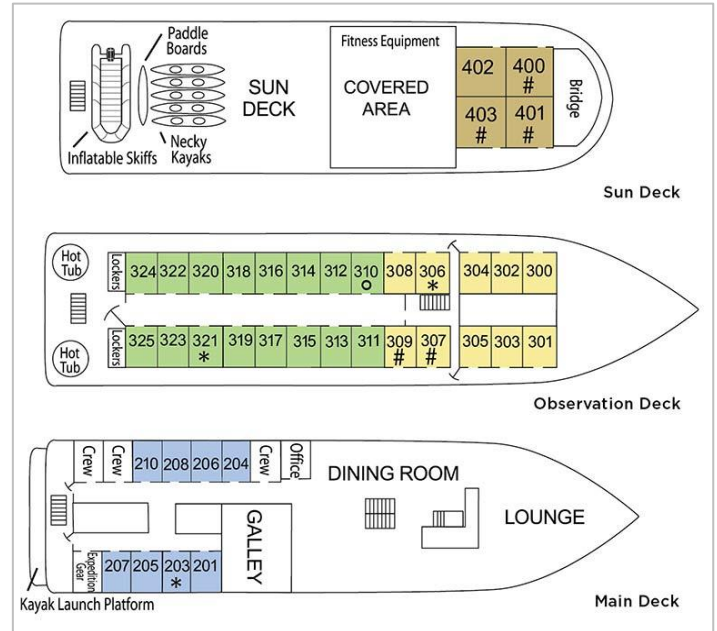 Paddle
Boards
Fitness Equipment
SUN
DECK
COVERED
AREA
402 400
#
403 401
# #
Bridge
Inflatable Skiffs
Necky
Kayaks
Sun Deck
Hot
Tub
Lockers
324 322 320 318 316 314 312 310 308 306 304 302 300
o *
Hot
Tub
Lockers
325 323 321 319 317 315 313 311 309 307 305 303 301
* # #
Observation Deck
Crew Crew 210 208 206 204 Crew Office
DINING ROOM
LOUNGE
GALLEY
Expedition
Gear
207 205 203 201
*
Kayak Launch Platform
Main Deck